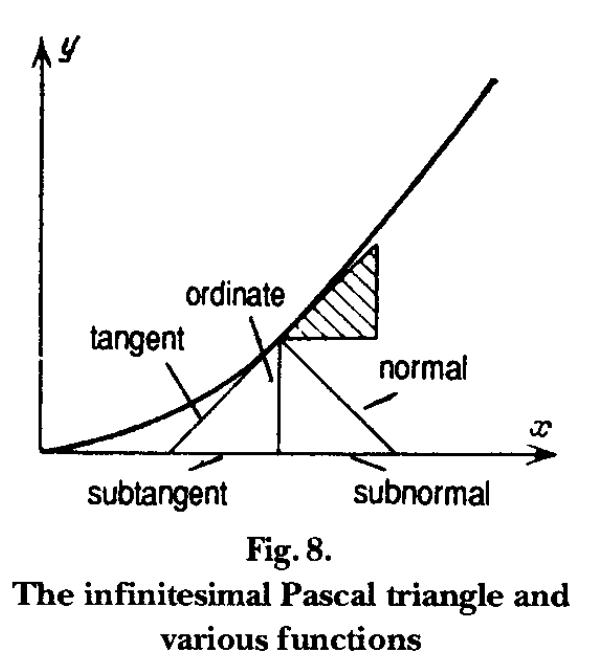 y
ordinate
tangent
normal
x
subtangent
subnormal
Fig. 8.
The infinitesimal Pascal triangle and
various functions